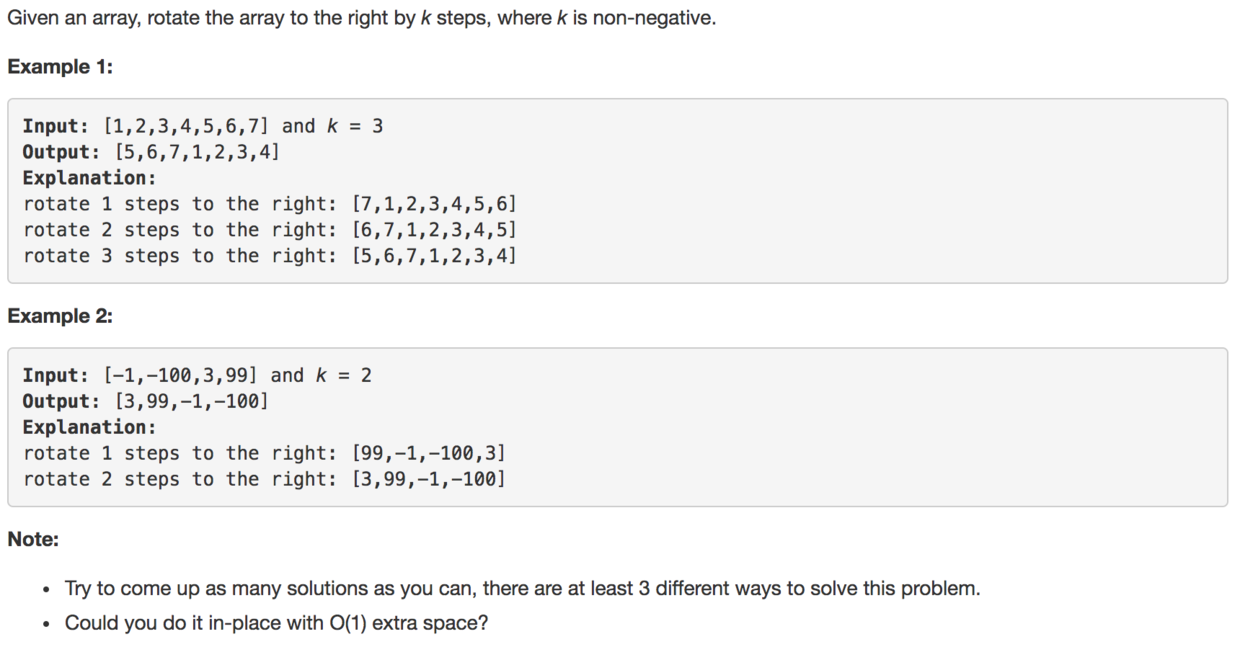 Given an array, rotate the array to the right by k steps, where k is non-negative.
Example 1:
Input: [1,2,3,4,5,6,7] and k = 3
Output: [5,6,7,1,2,3,4]
Explanation:
rotate 1 steps to the right: [7,1,2,3,4,5,6]
rotate 2 steps to the right: [6,7,1,2,3,4,5]
rotate 3 steps to the right: [5,6,7,1,2,3,4]
Example 2:
Input: [-1,-100,3,99] and k = 2
Output: [3,99,-1,-100]
Explanation:
rotate 1 steps to the right: [99,-1,-100,3]
rotate 2 steps to the right: [3,99,-1,-100]
Note:
• Try to come up as many solutions as you can, there are at least 3 different ways to solve this problem.
• Could you do it in-place with O(1) extra space?